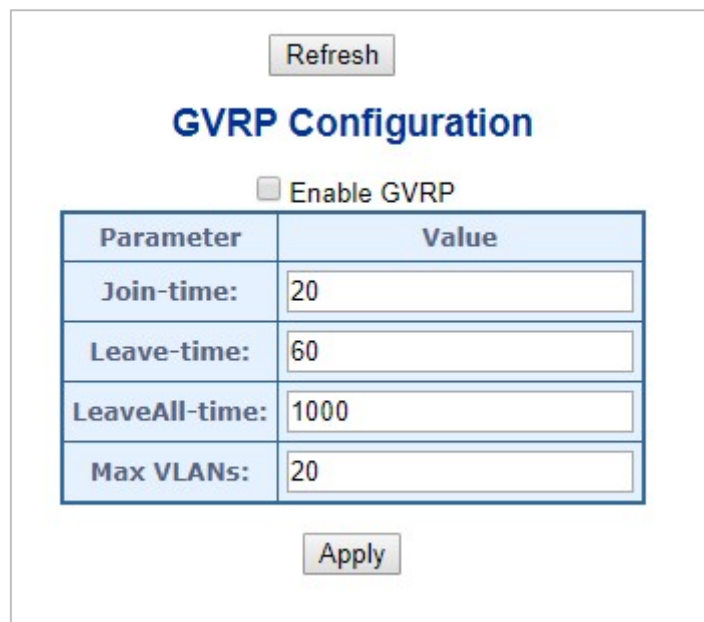 Refresh
GVRP Configuration
Enable GVRP
Parameter Value
Join-time: 20
Leave-time: 60
LeaveAll-time: 1000
Max VLANs: 20
Apply